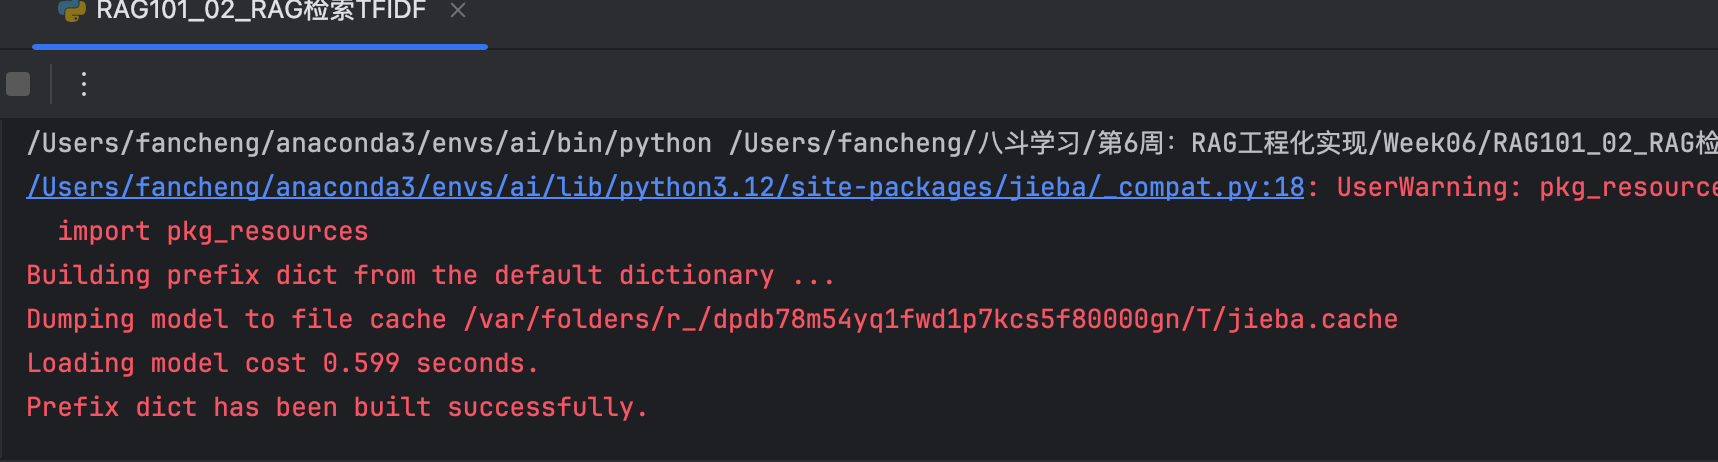 RAG101_02_RAG检索TFIDF
/Users/fancheng/anaconda3/envs/ai/bin/python /Users/fancheng/八斗学习/第6周：RAG工程化实现/Week06/RAG101_02_RAG检
/Users/fancheng/anaconda3/envs/ai/lib/python3.12/site-packages/jieba/_compat.py:18: UserWarning: pkg_resource
import pkg_resources
Building prefix dict from the default dictionary ...
Dumping model to file cache /var/folders/r_/dpdb78m54yq1fwd1p7kcs5f80000gn/T/jieba.cache
Loading model cost 0.599 seconds.
Prefix dict has been built successfully.